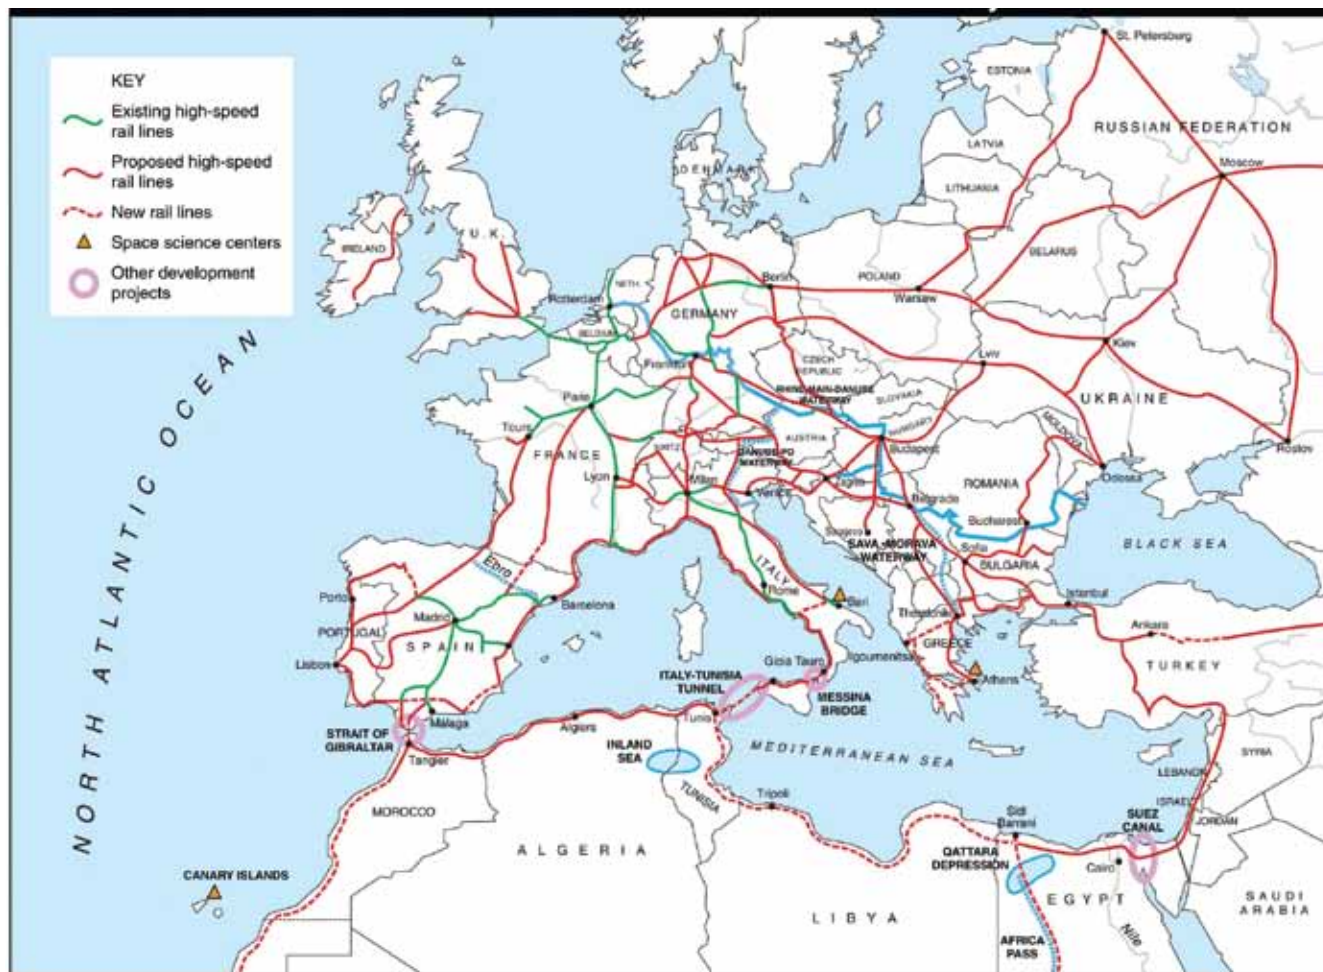 KEY
Existing high-speed
rail lines
Proposed high-speed
rail lines
New rail lines
Space science centers
Other development
projects
NORTH ATLANTIC OCEAN
St. Petersburg
ESTONIA
RUSSIAN FEDERATION
LATVIA
Moscow
LITHUANIA
DENMARK
IRELAND
U.K.
BELARUS
NETH.
Berlin
POLAND
Warsaw
Rotterdam
GERMANY
BELGIUM
Kiev
Lviv
Frankfurt
CZECH
REPUBLIC
RHINE-MAIN-DANUBE
WATERWAY
SLOVAKIA
UKRAINE
Paris
Tours
FRANCE
SWITZ.
AUSTRIA
HUNGARY
Budapest
MOLDOVA
Rostov
DANUBE-PO
WATERWAY
Odessa
Lyon
Milan
Venice
Zagreb
ROMANIA
Belgrade
Bucharest
Sarajevo
SAVA-MORAVA
WATERWAY
BLACK SEA
Sofia
BULGARIA
Ebro
ITALY
Rome
Bari
Istanbul
Porto
Barcelona
Madrid
Thessaloniki
Ankara
PORTUGAL
SPAIN
Igoumenitsa
GREECE
Lisbon
Gioia Tauro
TURKEY
ITALY-TUNISIA
TUNNEL
MESSINA
BRIDGE
Athens
Málaga
Tunis
STRAIT OF
GIBRALTAR
Algiers
Tangier
INLAND
SEA
MEDITERRANEAN SEA
SYRIA
LEBANON
TUNISIA
Tripoli
ISRAEL
JORDAN
MOROCCO
Sidi
Barrani
SUEZ
CANAL
ALGERIA
QATTARA
DEPRESSION
Cairo
CANARY ISLANDS
EGYPT
SAUDI
ARABIA
LIBYA
Nile
AFRICA
PASS